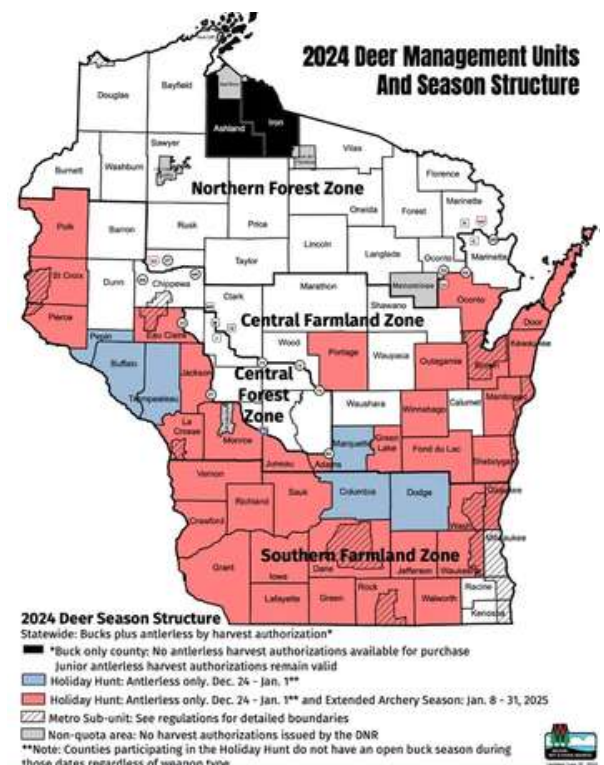 2024 Deer Management Units
And Season Structure
Douglas
Bayfield
Ashland
Iron
Sawyer
Vilas
Burnett
Washburn
Northern Forest Zone
Florence
Oneida
Forest
Marinette
Polk
Barron
Rusk
Price
Lincoln
Langlade
Oconto
Marinette
Taylor
St Croix
Dunn
Chippewa
Marathon
Menominee
Shawano
Oconto
Clark
Pierce
Central Farmland Zone
Door
Pepin
Eau Claire
Wood
Portage
Waupaca
Outagamie
Brown
Kewaunee
Buffalo
Trempealeau
Jackson
Central
Forest
Zone
Waushara
Winnebago
Calumet
Manitowoc
La
Crosse
Monroe
Juneau
Adams
Marquette
Green
Lake
Fond du Lac
Sheboygan
Vernon
Richland
Sauk
Columbia
Dodge
Crawford
Southern Farmland Zone
Grant
Iowa
Dane
Jefferson
Lafayette
Green
Rock
Walworth
Racine
Kenosha
2024 Deer Season Structure
Statewide: Bucks plus antlerless by harvest authorization*
*Buck only county: No antlerless harvest authorizations available for purchase
Junior antlerless harvest authorizations remain valid
Holiday Hunt: Antlerless only. Dec. 24 - Jan. 1**
Holiday Hunt: Antlerless only. Dec. 24 - Jan. 1** and Extended Archery Season: Jan. 8 - 31, 2025
Metro Sub-unit: See regulations for detailed boundaries
Non-quota area: No harvest authorizations issued by the DNR
**Note: Counties participating in the Holiday Hunt do not have an open buck season during
those dates regardless of weapon type